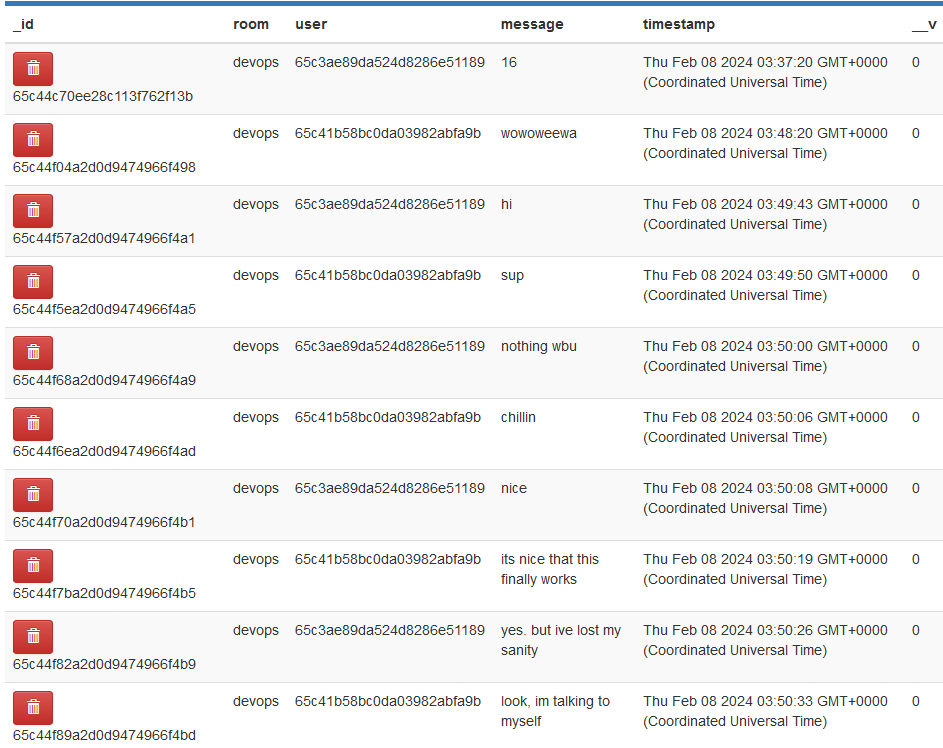 _id room user message timestamp __v
devops 65c3ae89da524d8286e51189 16 Thu Feb 08 2024 03:37:20 GMT+0000 0
(Coordinated Universal Time)
65c44c70ee28c113f762f13b
devops 65c41b58bc0da03982abfa9b wowoweewa Thu Feb 08 2024 03:48:20 GMT+0000 0
(Coordinated Universal Time)
65c44f04a2d0d9474966f498
devops 65c3ae89da524d8286e51189 hi Thu Feb 08 2024 03:49:43 GMT+0000 0
(Coordinated Universal Time)
65c44f57a2d0d9474966f4a1
devops 65c41b58bc0da03982abfa9b sup Thu Feb 08 2024 03:49:50 GMT+0000 0
(Coordinated Universal Time)
65c44f5ea2d0d9474966f4a5
devops 65c3ae89da524d8286e51189 nothing wbu Thu Feb 08 2024 03:50:00 GMT+0000 0
(Coordinated Universal Time)
65c44f68a2d0d9474966f4a9
devops 65c41b58bc0da03982abfa9b chillin Thu Feb 08 2024 03:50:06 GMT+0000 0
(Coordinated Universal Time)
65c44f6ea2d0d9474966f4ad
devops 65c3ae89da524d8286e51189 nice Thu Feb 08 2024 03:50:08 GMT+0000 0
(Coordinated Universal Time)
65c44f70a2d0d9474966f4b1
devops 65c41b58bc0da03982abfa9b its nice that this Thu Feb 08 2024 03:50:19 GMT+0000 0
finally works (Coordinated Universal Time)
65c44f7ba2d0d9474966f4b5
devops 65c3ae89da524d8286e51189 yes. but ive lost my Thu Feb 08 2024 03:50:26 GMT+0000 0
sanity (Coordinated Universal Time)
65c44f82a2d0d9474966f4b9
devops 65c41b58bc0da03982abfa9b look, im talking to Thu Feb 08 2024 03:50:33 GMT+0000 0
myself (Coordinated Universal Time)
65c44f89a2d0d9474966f4bd